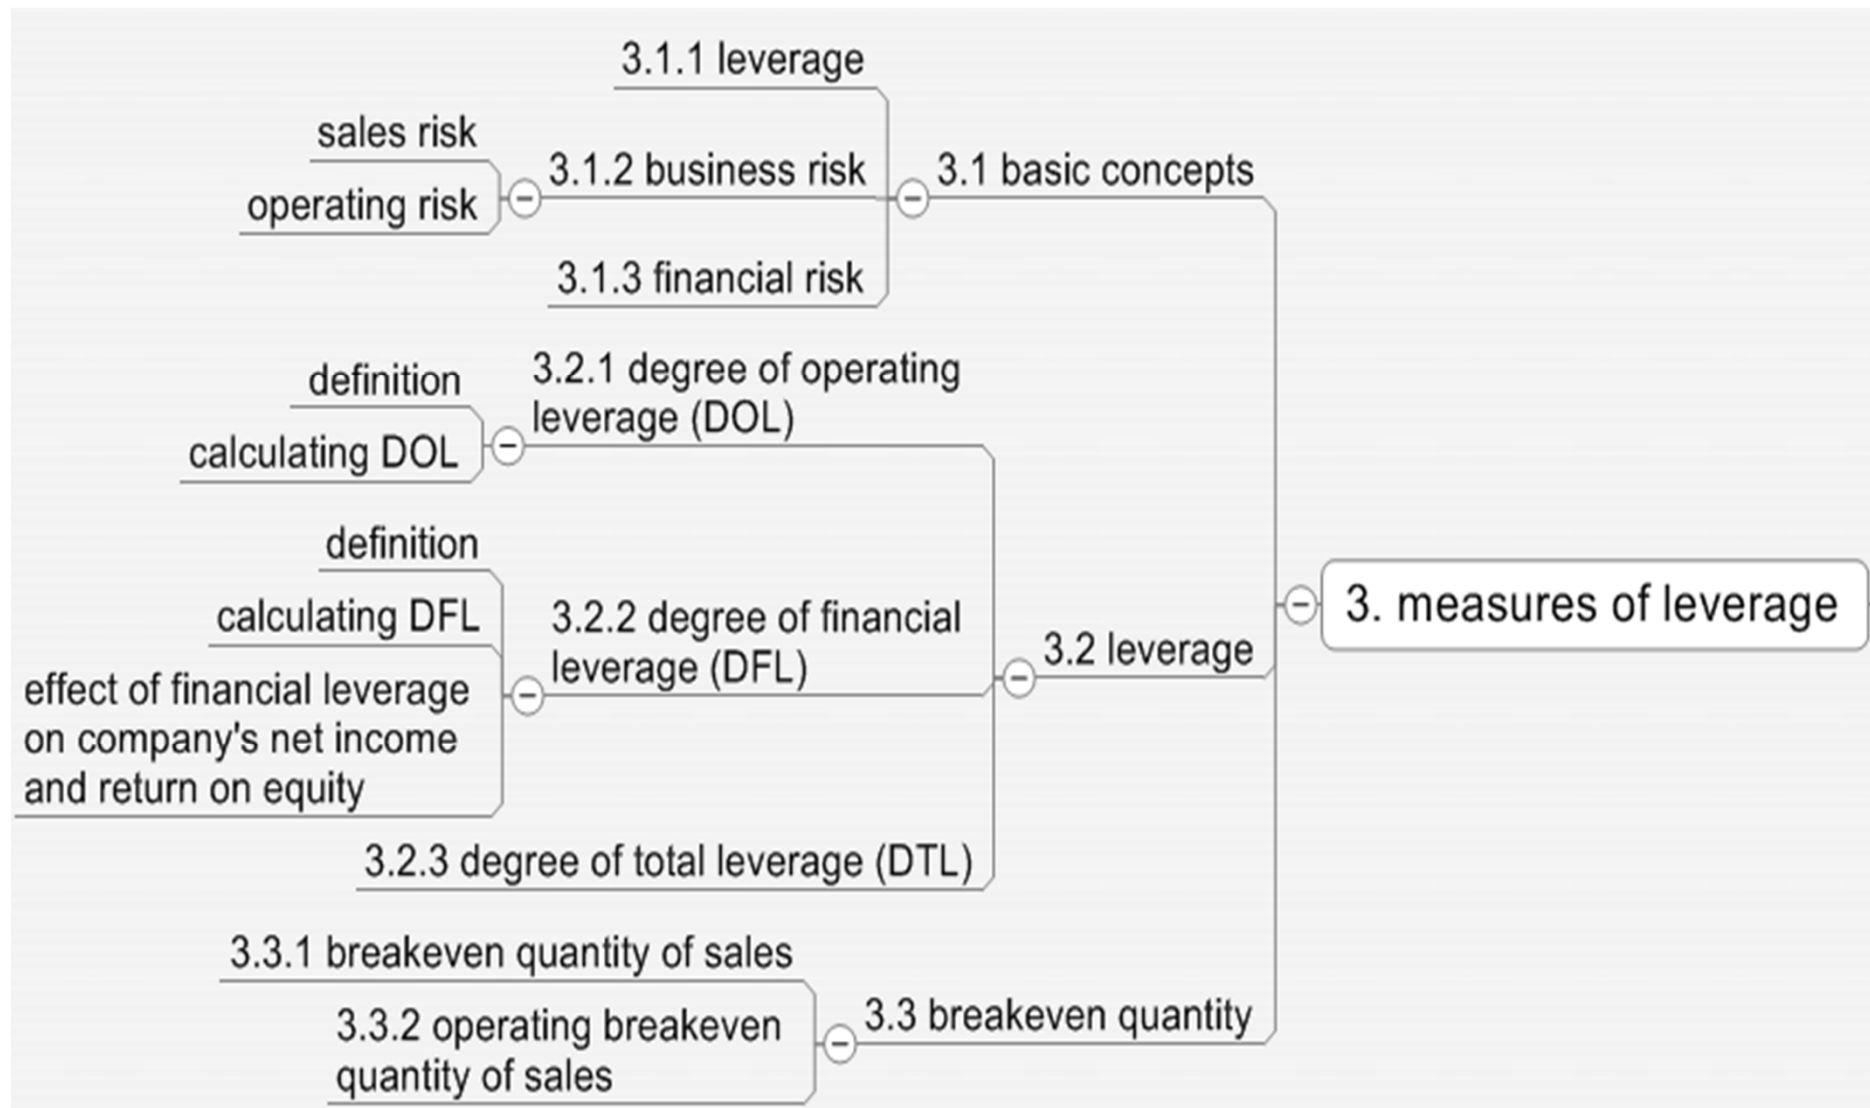 3.1.1 leverage
sales risk
3.1.2 business risk
3.1 basic concepts
operating risk
3.1.3 financial risk
3.2.1 degree of operating
leverage (DOL)
definition
calculating DOL
definition
calculating DFL
3.2.2 degree of financial
leverage (DFL)
3.2 leverage
3. measures of leverage
effect of financial leverage
on company's net income
and return on equity
3.2.3 degree of total leverage (DTL)
3.3.1 breakeven quantity of sales
3.3 breakeven quantity
3.3.2 operating breakeven
quantity of sales